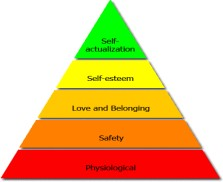 Self-
actualization
Self-esteem
Love and Belonging
Safety
Physiological